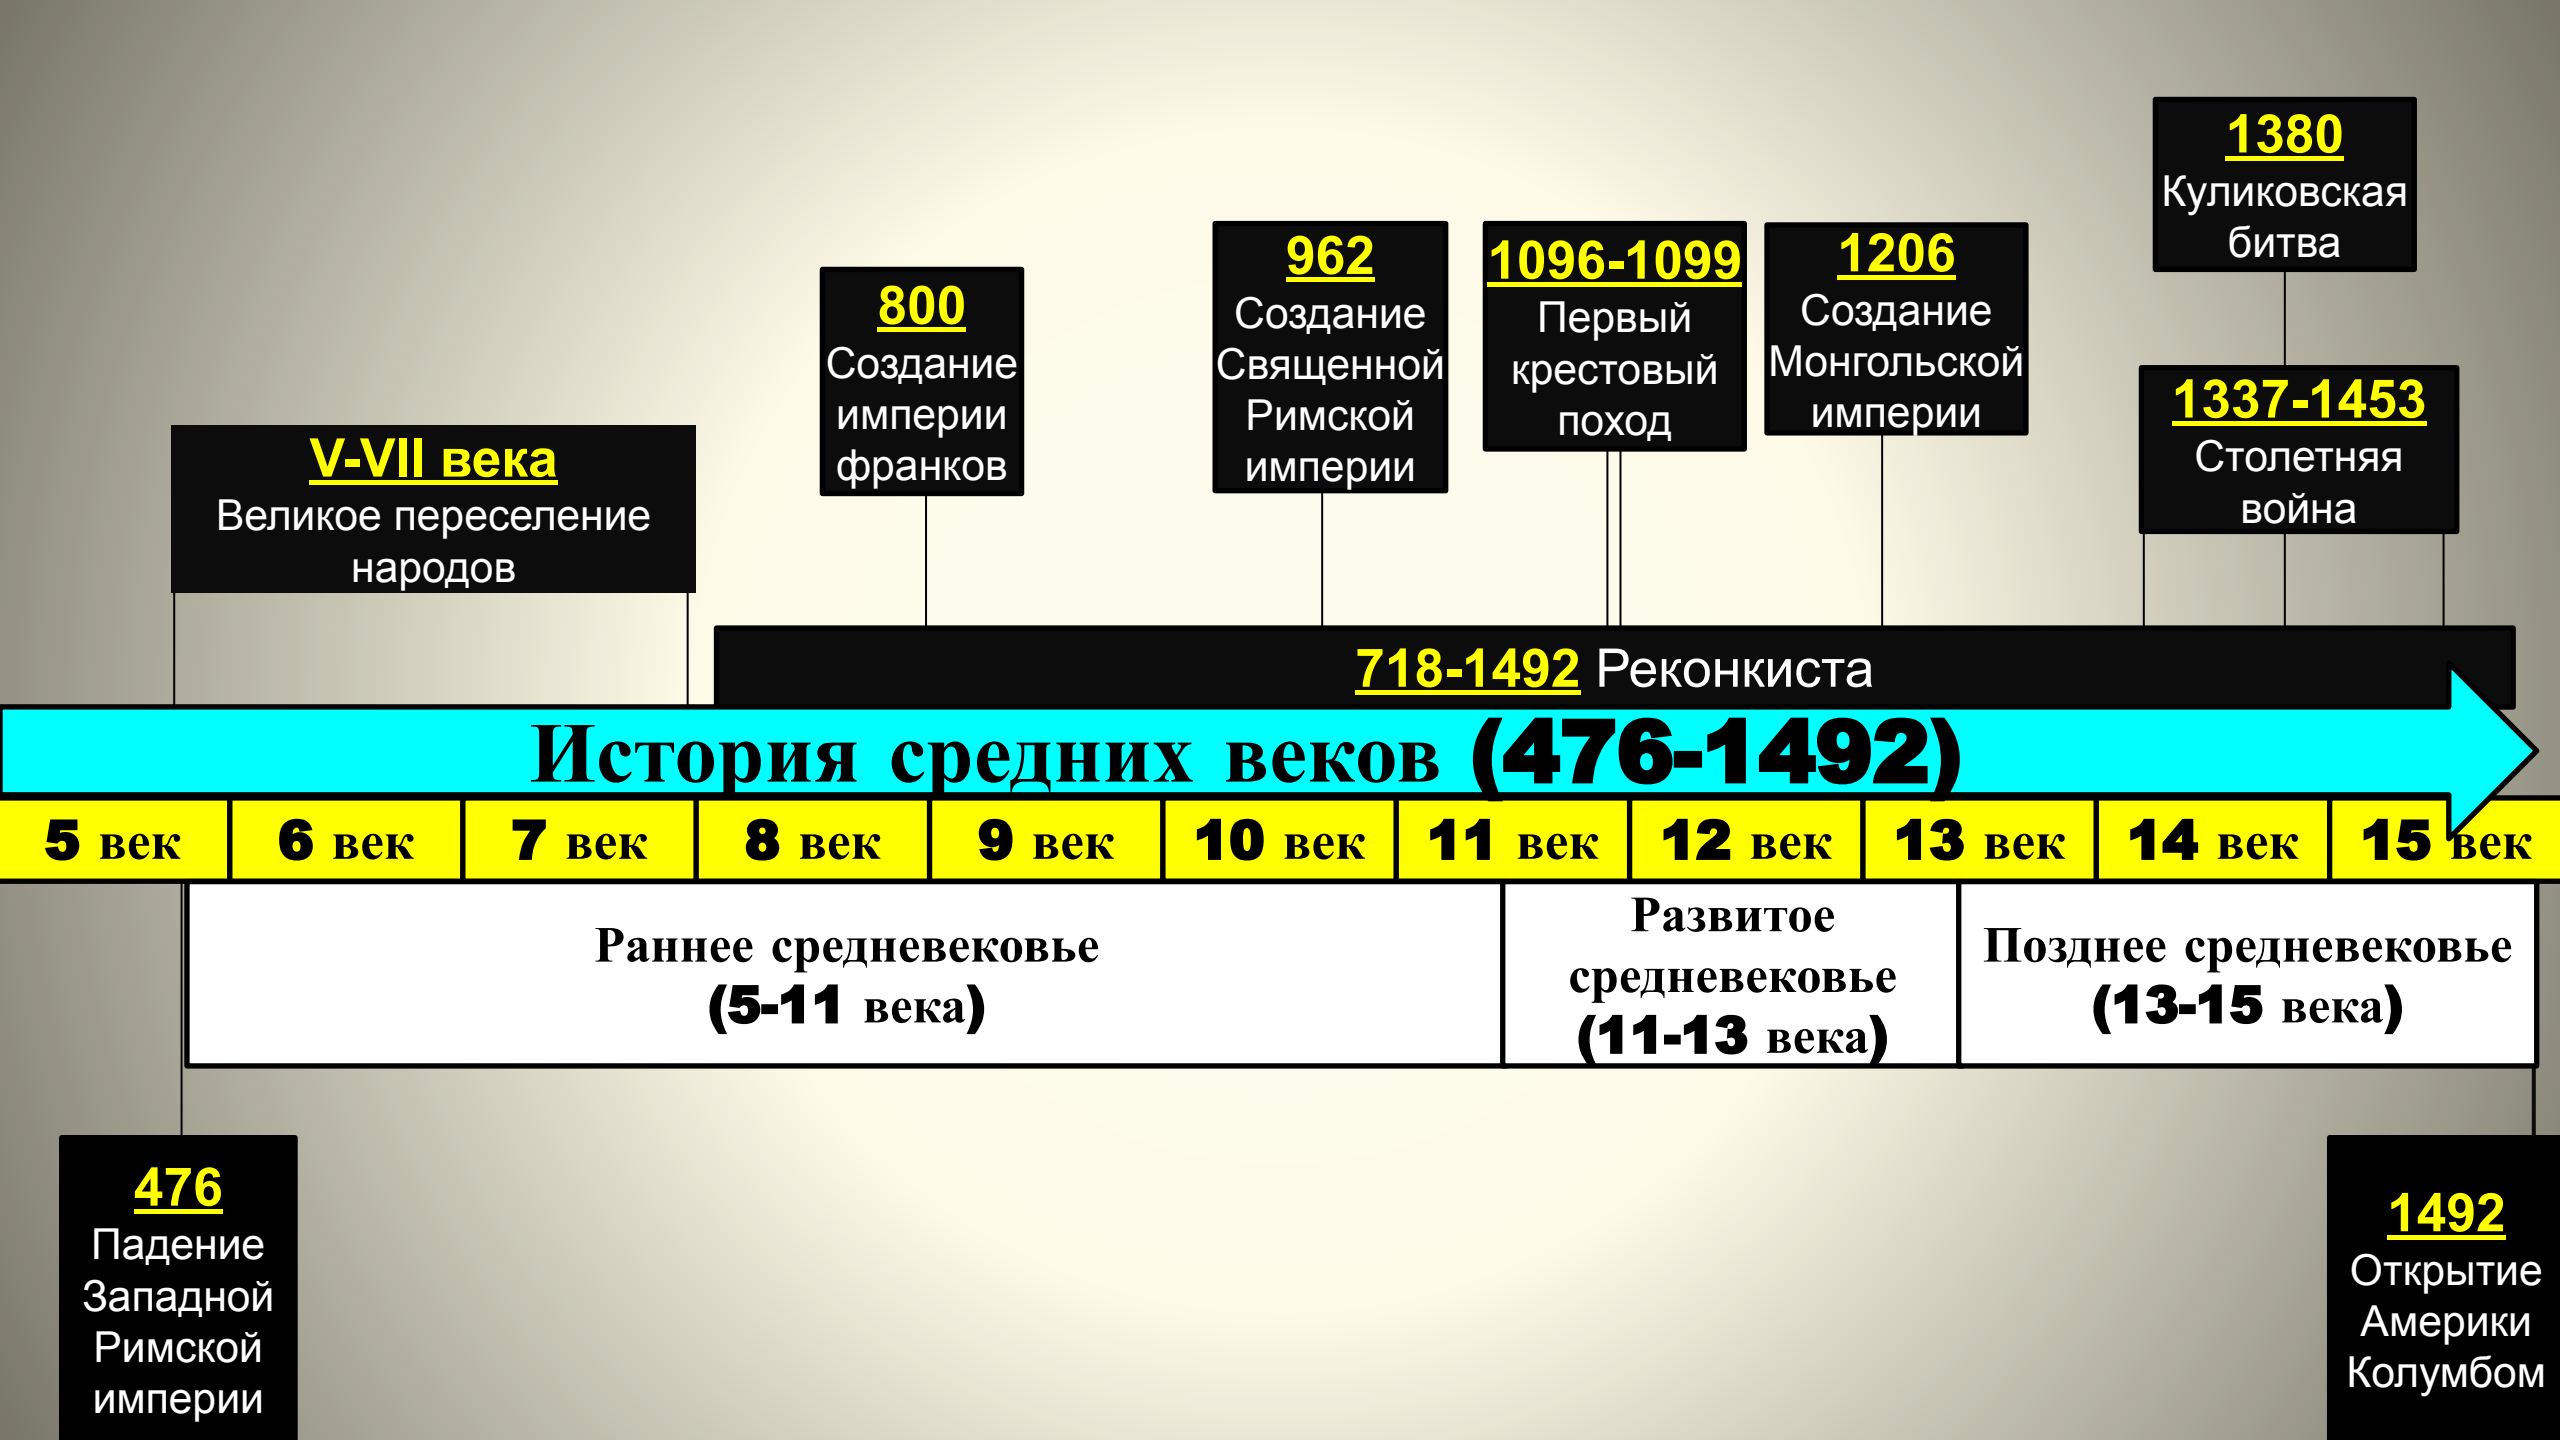 1380
Куликовская
битва
962
Создание
Священной
Римской
империи
1096-1099
Первый
крестовый
поход
1206
Создание
Монгольской
империи
800
Создание
империи
франков
1337-1453
Столетняя
война
V-VII века
Великое переселение
народов
718-1492 Реконкиста
История средних веков (476-1492)
5 век
6 век
7 век
8 век
9 век
10 век
11 век
12 век
13 век
14 век
15 век
Раннее средневековье
(5-11 века)
Развитое
средневековье
(11-13 века)
Позднее средневековье
(13-15 века)
476
Падение
Западной
Римской
империи
1492
Открытие
Америки
Колумбом